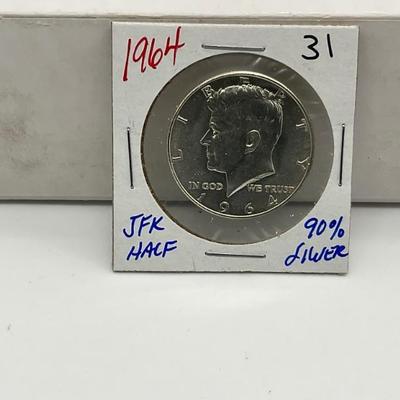 1964 31
LIBERTY
IN GOD WE TRUST
1964
JFK 90%
HALF SILVER